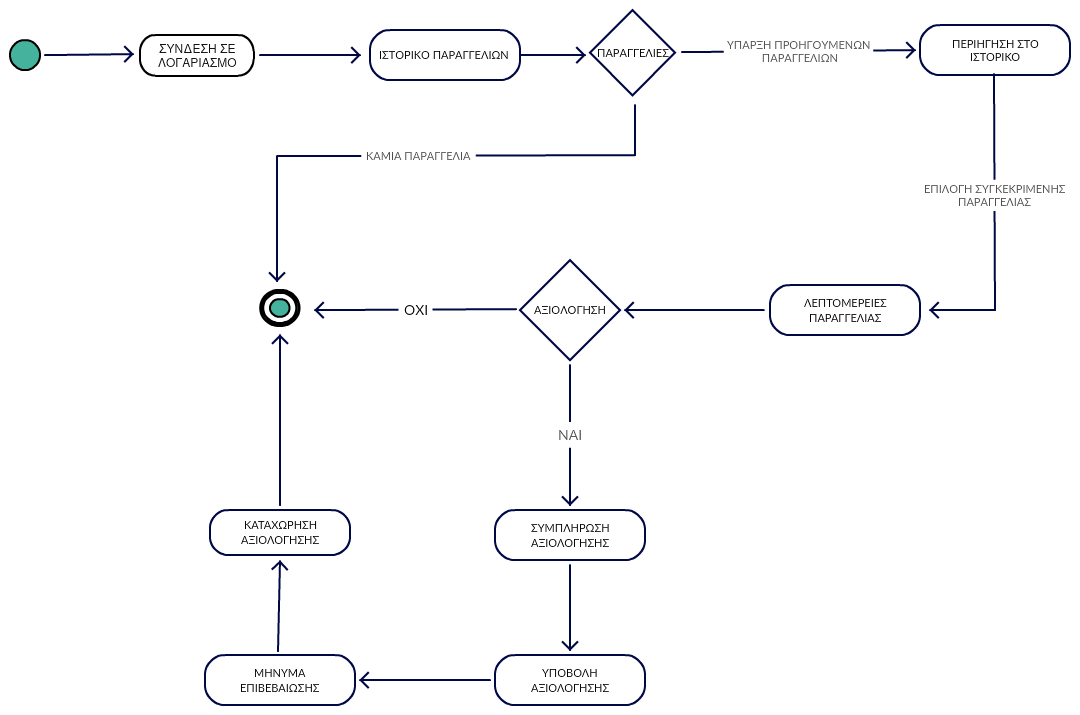 ΣΥΝΔΕΣΗ ΣΕ
ΛΟΓΑΡΙΑΣΜΟ
ΙΣΤΟΡΙΚΟ ΠΑΡΑΓΓΕΛΙΩΝ
ΠΑΡΑΓΓΕΛΙΕΣ
ΥΠΑΡΞΗ ΠΡΟΗΓΟΥΜΕΝΩΝ
ΠΑΡΑΓΓΕΛΙΩΝ
ΠΕΡΙΗΓΗΣΗ ΣΤΟ
ΙΣΤΟΡΙΚΟ
ΚΑΜΙΑ ΠΑΡΑΓΓΕΛΙΑ
ΕΠΙΛΟΓΗ ΣΥΓΚΕΚΡΙΜΕΝΗΣ
ΠΑΡΑΓΓΕΛΙΑΣ
ΟΧΙ
ΑΞΙΟΛΟΓΗΣΗ
ΛΕΠΤΟΜΕΡΕΙΕΣ
ΠΑΡΑΓΓΕΛΙΑΣ
ΝΑΙ
ΚΑΤΑΧΩΡΗΣΗ
ΑΞΙΟΛΟΓΗΣΗΣ
ΣΥΜΠΛΗΡΩΣΗ
ΑΞΙΟΛΟΓΗΣΗΣ
ΜΗΝΥΜΑ
ΕΠΙΒΕΒΑΙΩΣΗΣ
ΥΠΟΒΟΛΗ
ΑΞΙΟΛΟΓΗΣΗΣ